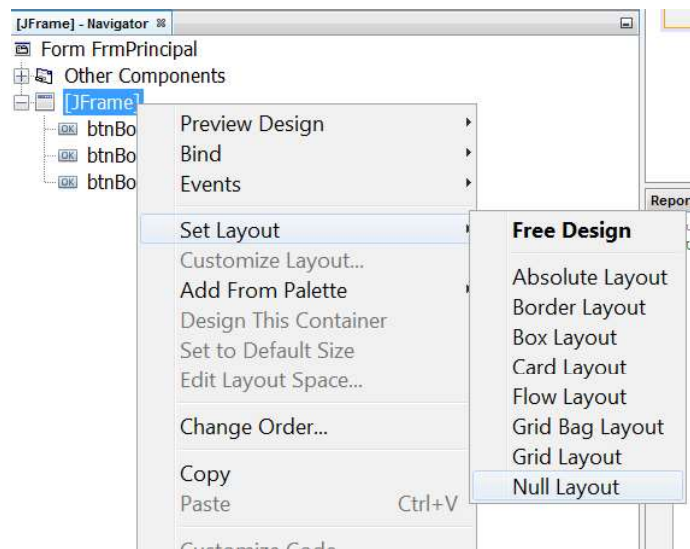 [JFrame] - Navigator
Form FrmPrincipal
Other Components
[JFrame]
btnBo
btnBo
btnBo
Preview Design
Bind
Events
Set Layout
Customize Layout...
Add From Palette
Design This Container
Set to Default Size
Edit Layout Space...
Change Order...
Copy
Paste Ctrl+V
Customize Code
Repor
Free Design
Absolute Layout
Border Layout
Box Layout
Card Layout
Flow Layout
Grid Bag Layout
Grid Layout
Null Layout